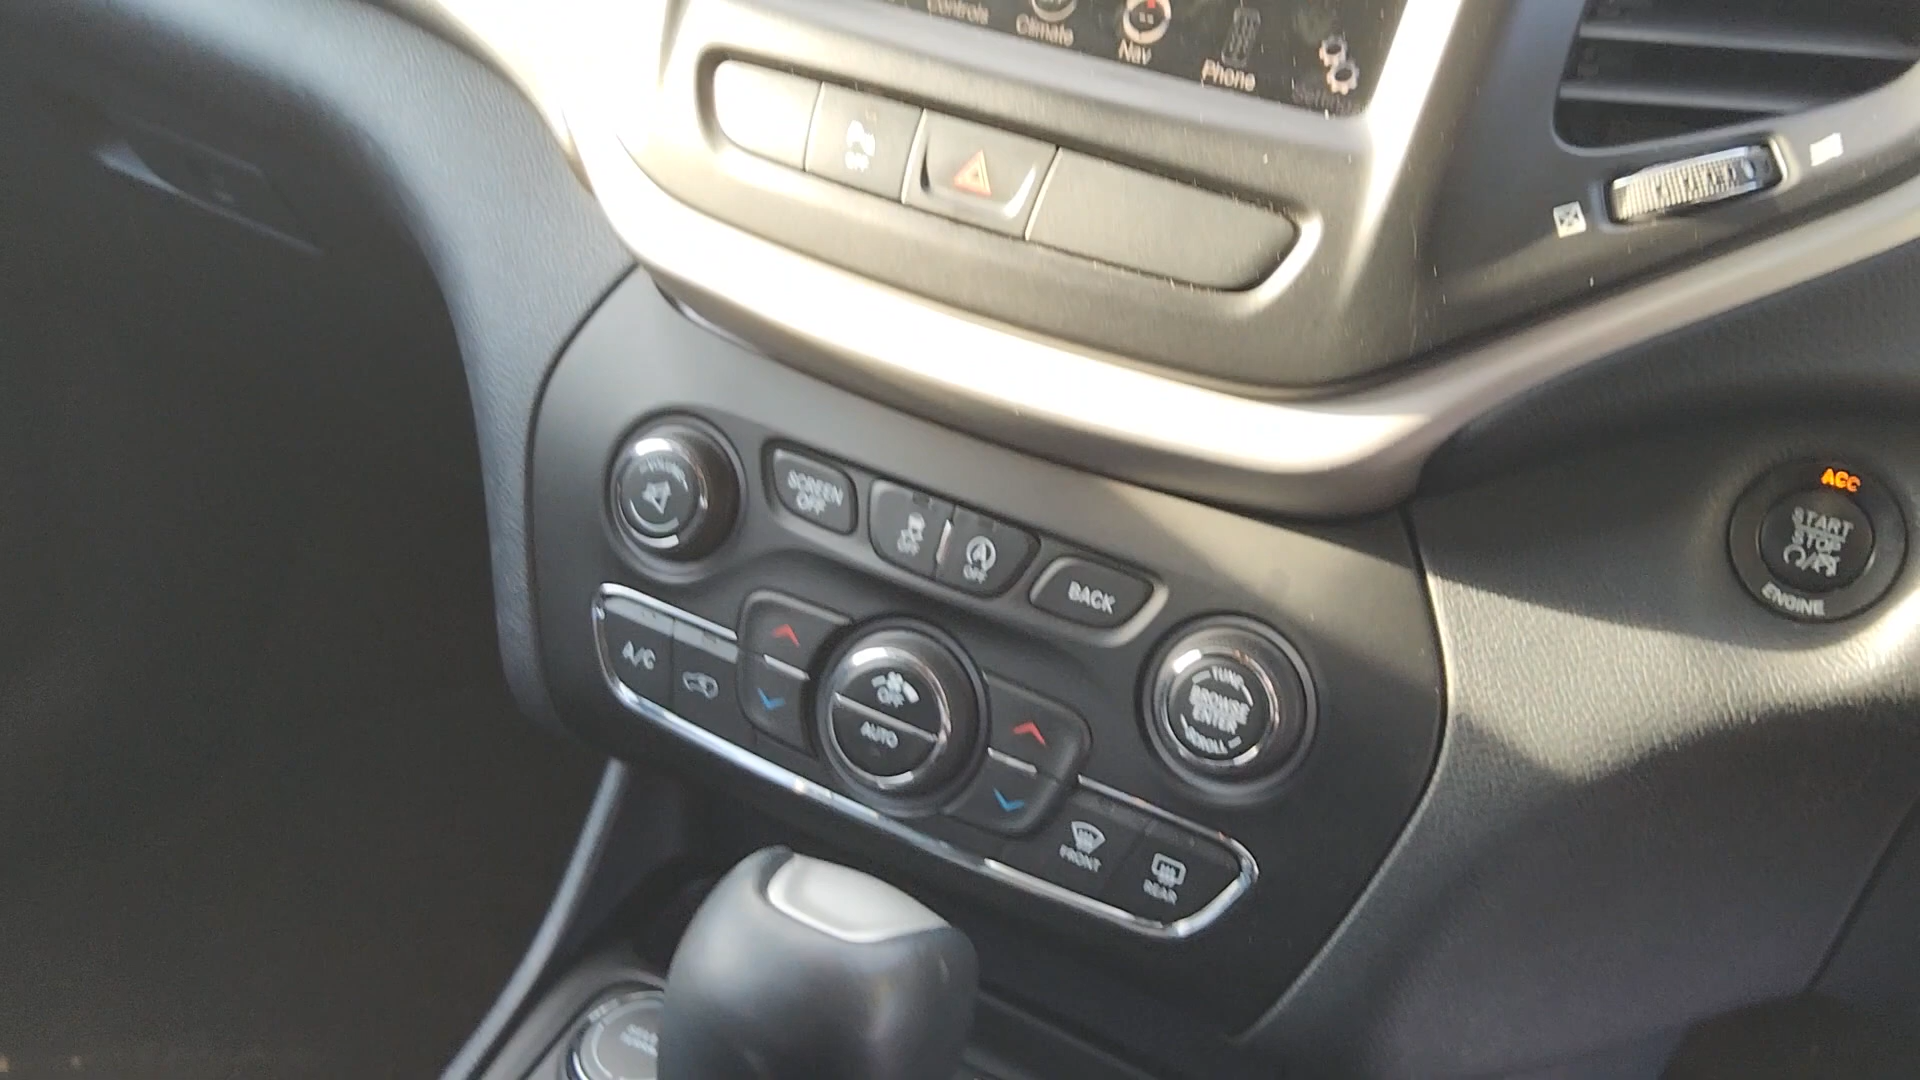 Controls
Climate
Nav
Phone
OFF
ACC
START
STOP
ENGINE
SCREEN
OFF
OFF
A
OFF
BACK
A/C
OFF
AUTO
TUNE
BROWSE
ENTER
SCROLL
FRONT
REAR